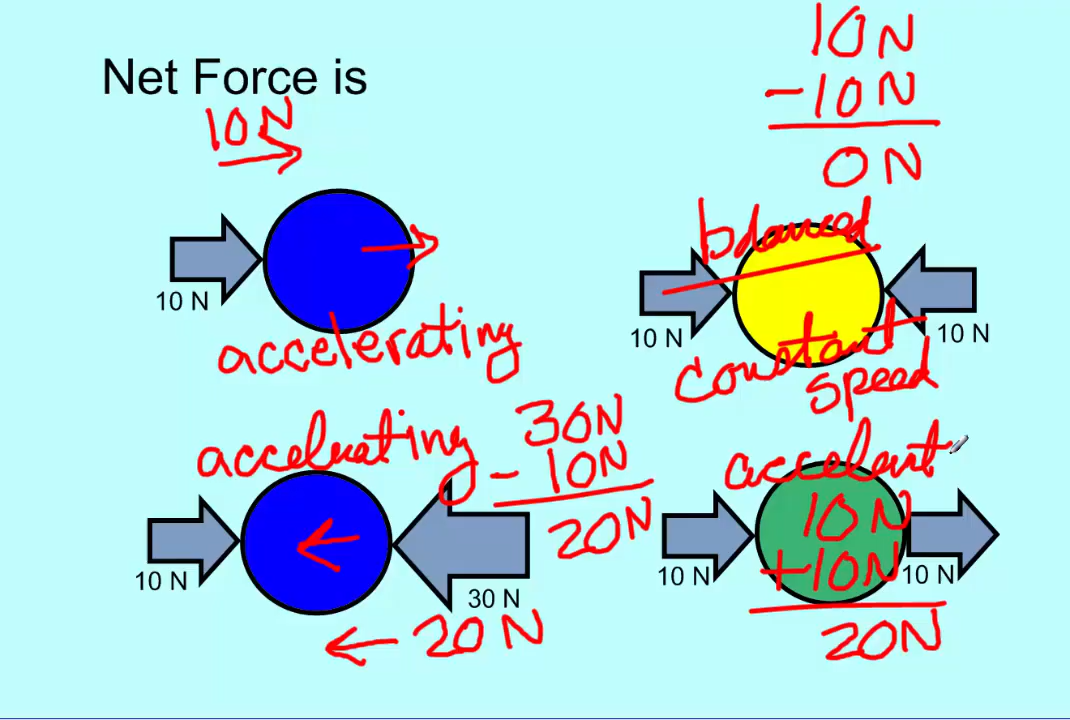 Net Force is
10N
10 N
accelerating
10N
-10N
0N
balanced
10 N
10 N
constant
speed
accelerating
30N
- 10N
20N
10 N
30 N
20 N
accelerat
10N
+10N
20N
10 N
10 N